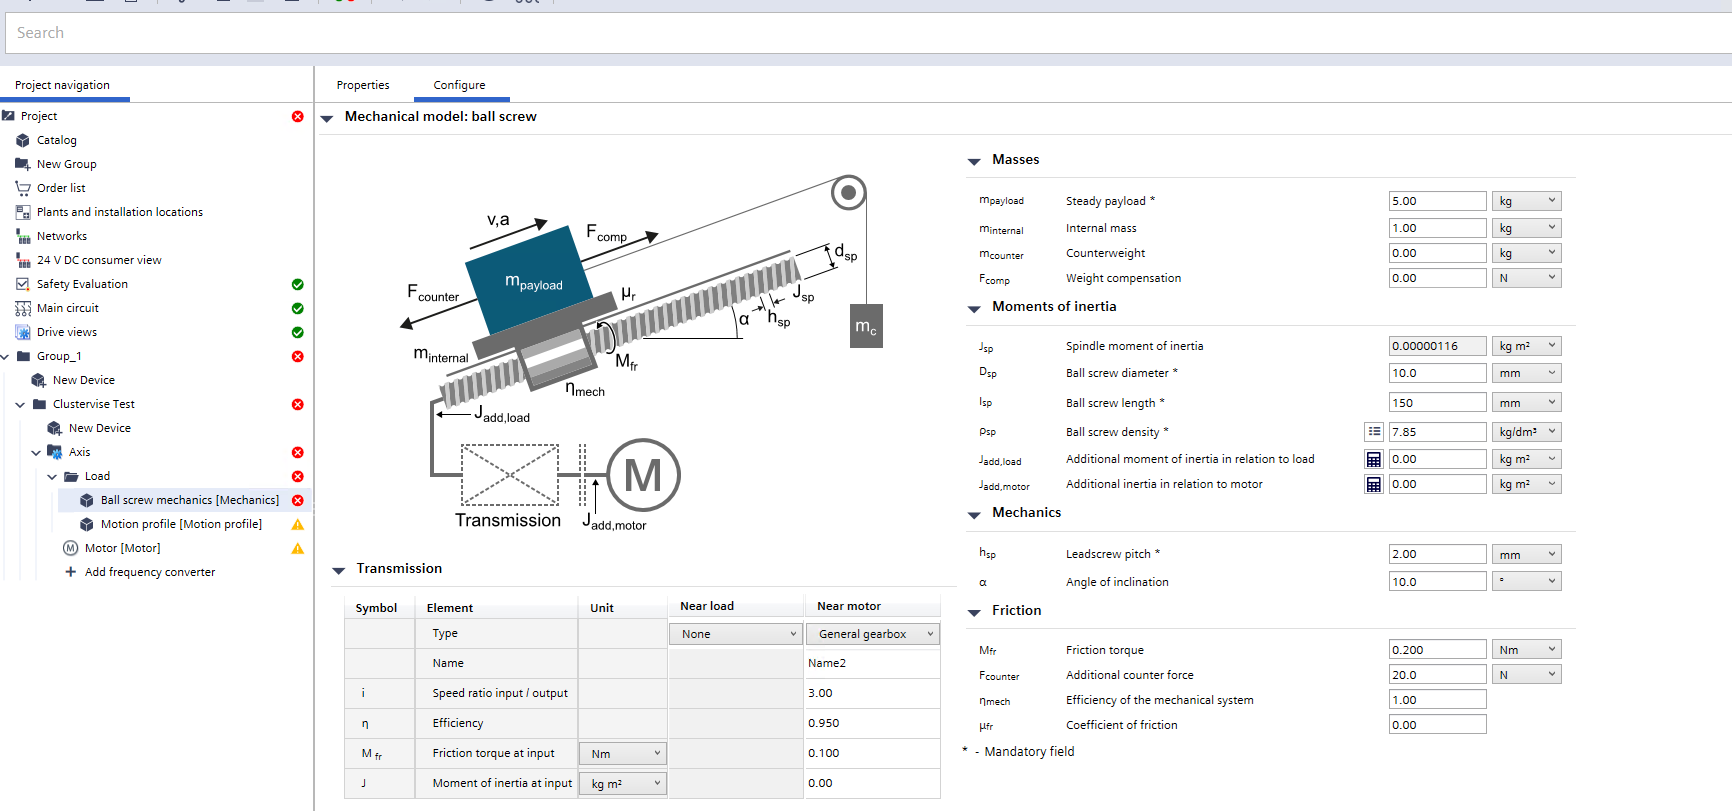 Search
Project navigation
Properties
Configure
Project
Catalog
New Group
Order list
Plants and installation locations
Networks
24 V DC consumer view
Safety Evaluation
Main circuit
Drive views
Group_1
New Device
Clustervise Test
New Device
Axis
Load
Ball screw mechanics [Mechanics]
Motion profile [Motion profile]
M Motor [Motor]
Add frequency converter
Mechanical model: ball screw
v,a
Fcomp
dsp
mpayload
Fcounter
μr
Jsp
hsp
α
mc
minternal
Mfr
ηmech
Jadd,load
M
Transmission
Jadd,motor
Transmission
Symbol Element Unit Near load Near motor
Type None General gearbox
Name Name2
i Speed ratio input / output 3.00
η Efficiency 0.950
M fr Friction torque at input Nm 0.100
J Moment of inertia at input kg m² 0.00
Masses
mpayload Steady payload * 5.00 kg
minternal Internal mass 1.00 kg
mcounter Counterweight 0.00 kg
Fcomp Weight compensation 0.00 N
Moments of inertia
Jsp Spindle moment of inertia 0.00000116 kg m²
Dsp Ball screw diameter * 10.0 mm
lsp Ball screw length * 150 mm
ρsp Ball screw density * 7.85 kg/dm³
Jadd,load Additional moment of inertia in relation to load 0.00 kg m²
Jadd,motor Additional inertia in relation to motor 0.00 kg m²
Mechanics
hsp Leadscrew pitch * 2.00 mm
α Angle of inclination 10.0 °
Friction
Mfr Friction torque 0.200 Nm
Fcounter Additional counter force 20.0 N
ηmech Efficiency of the mechanical system 1.00
μfr Coefficient of friction 0.00
* - Mandatory field